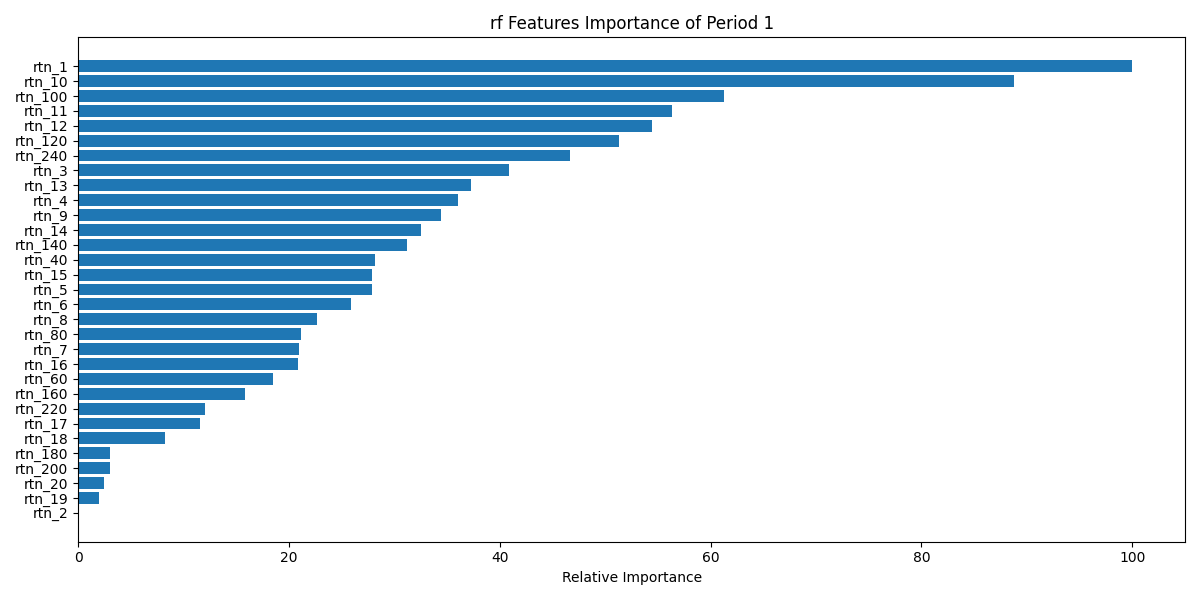 rf Features Importance of Period 1
rtn_1
rtn_10
rtn_100
rtn_11
rtn_12
rtn_120
rtn_240
rtn_3
rtn_13
rtn_4
rtn_9
rtn_14
rtn_140
rtn_40
rtn_15
rtn_5
rtn_6
rtn_8
rtn_80
rtn_7
rtn_16
rtn_60
rtn_160
rtn_220
rtn_17
rtn_18
rtn_180
rtn_200
rtn_20
rtn_19
rtn_2
0 20 40 60 80 100
Relative Importance